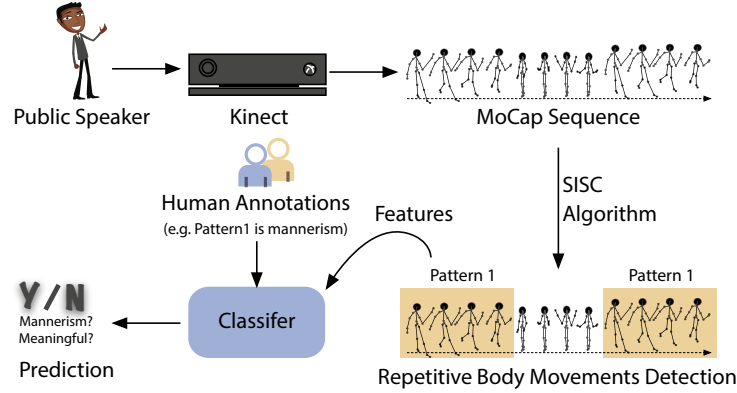 Public Speaker
Kinect
MoCap Sequence
SISC
Algorithm
Human Annotations
(e.g. Pattern1 is mannerism)
Features
Pattern 1
Pattern 1
Classifer
Y/N
Mannerism?
Meaningful?
Prediction
Repetitive Body Movements Detection